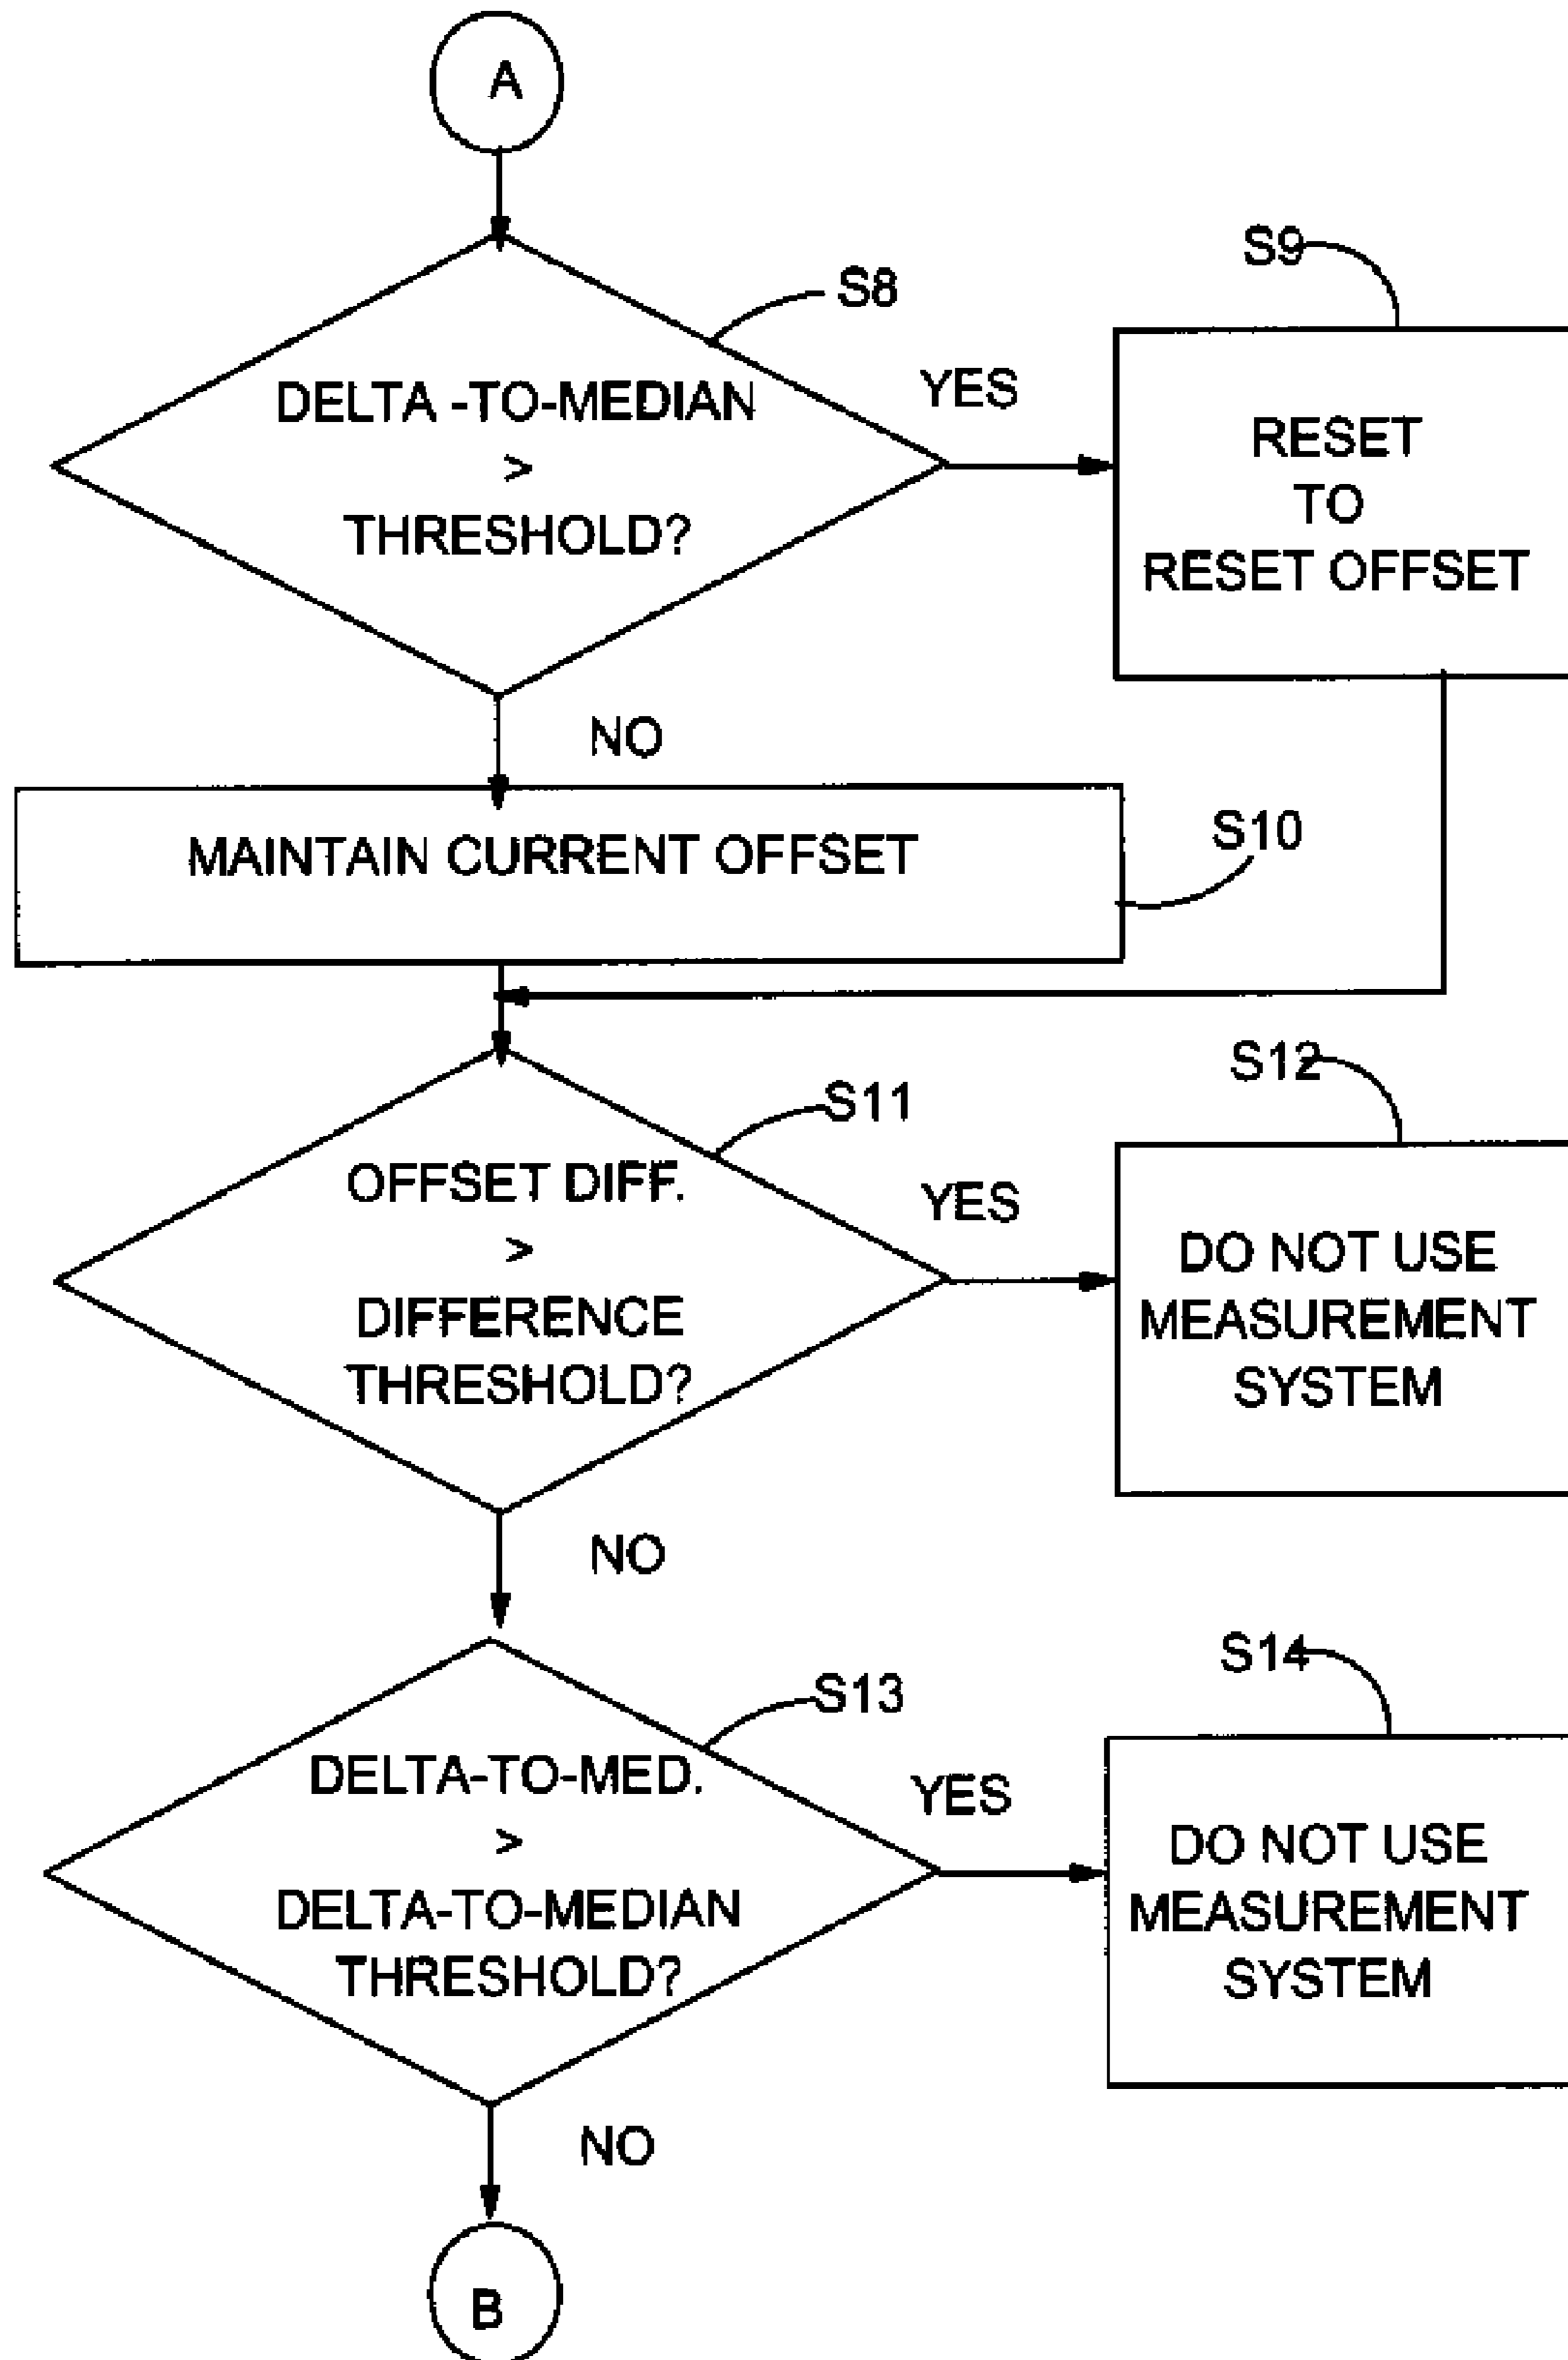 A
S8
DELTA -TO-MEDIAN
>
THRESHOLD?
YES
S9
RESET
TO
RESET OFFSET
NO
MAINTAIN CURRENT OFFSET
S10
S11
OFFSET DIFF.
>
DIFFERENCE
THRESHOLD?
YES
S12
DO NOT USE
MEASUREMENT
SYSTEM
NO
S13
DELTA-TO-MED.
>
DELTA-TO-MEDIAN
THRESHOLD?
YES
S14
DO NOT USE
MEASUREMENT
SYSTEM
NO
B